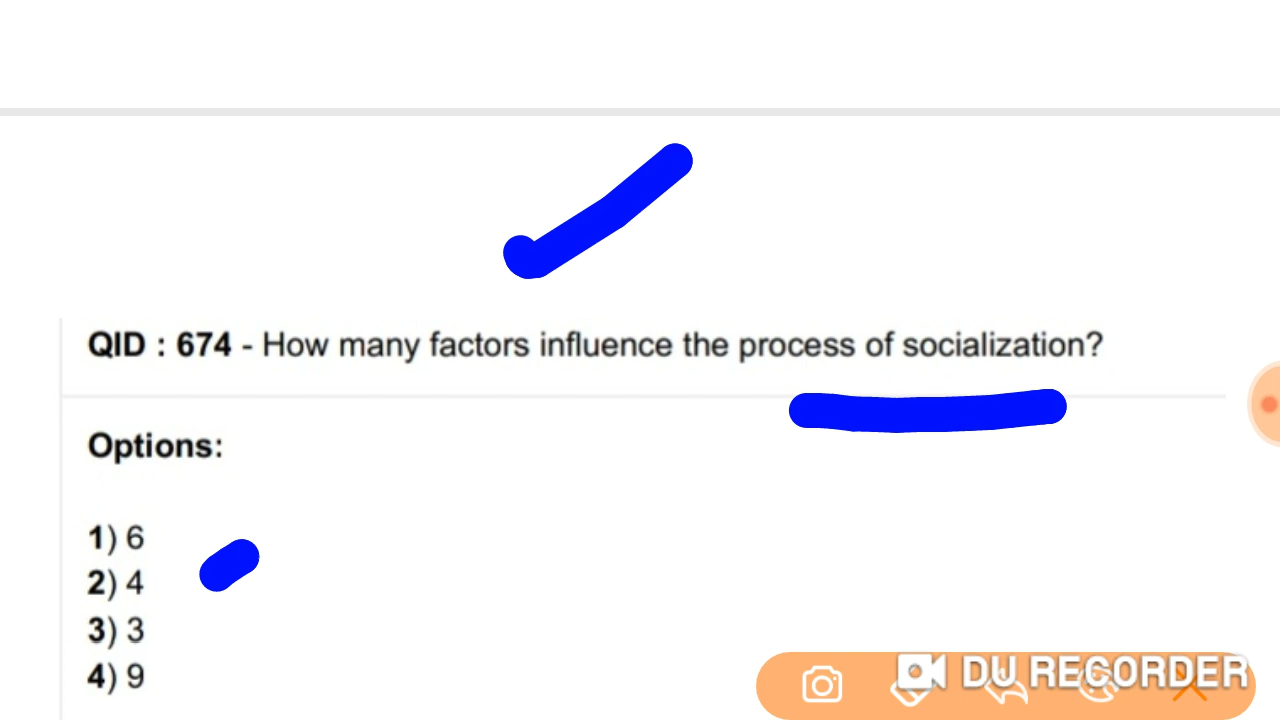 QID : 674 - How many factors influence the process of socialization?
Options:
1) 6
2) 4
3) 3
4) 9
DU RECORDER